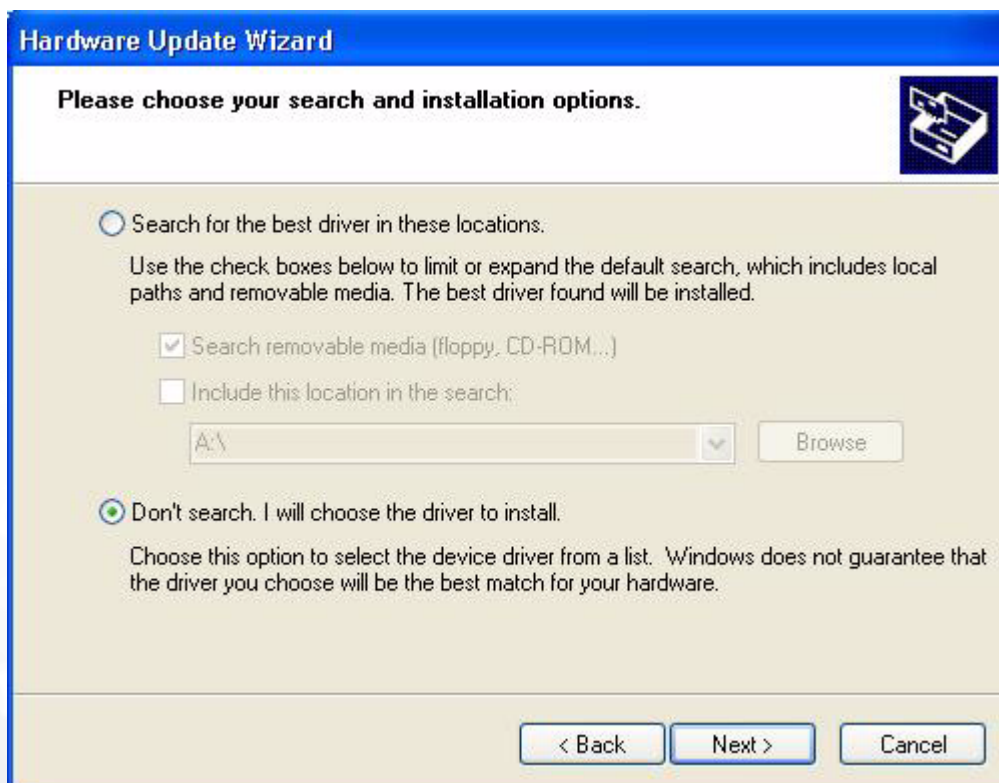 Hardware Update Wizard
Please choose your search and installation options.
Search for the best driver in these locations.
Use the check boxes below to limit or expand the default search, which includes local
paths and removable media. The best driver found will be installed.
Search removable media (floppy, CD-ROM...)
Include this location in the search:
A:\
Browse
Don't search. I will choose the driver to install.
Choose this option to select the device driver from a list. Windows does not guarantee that
the driver you choose will be the best match for your hardware.
< Back Next > Cancel